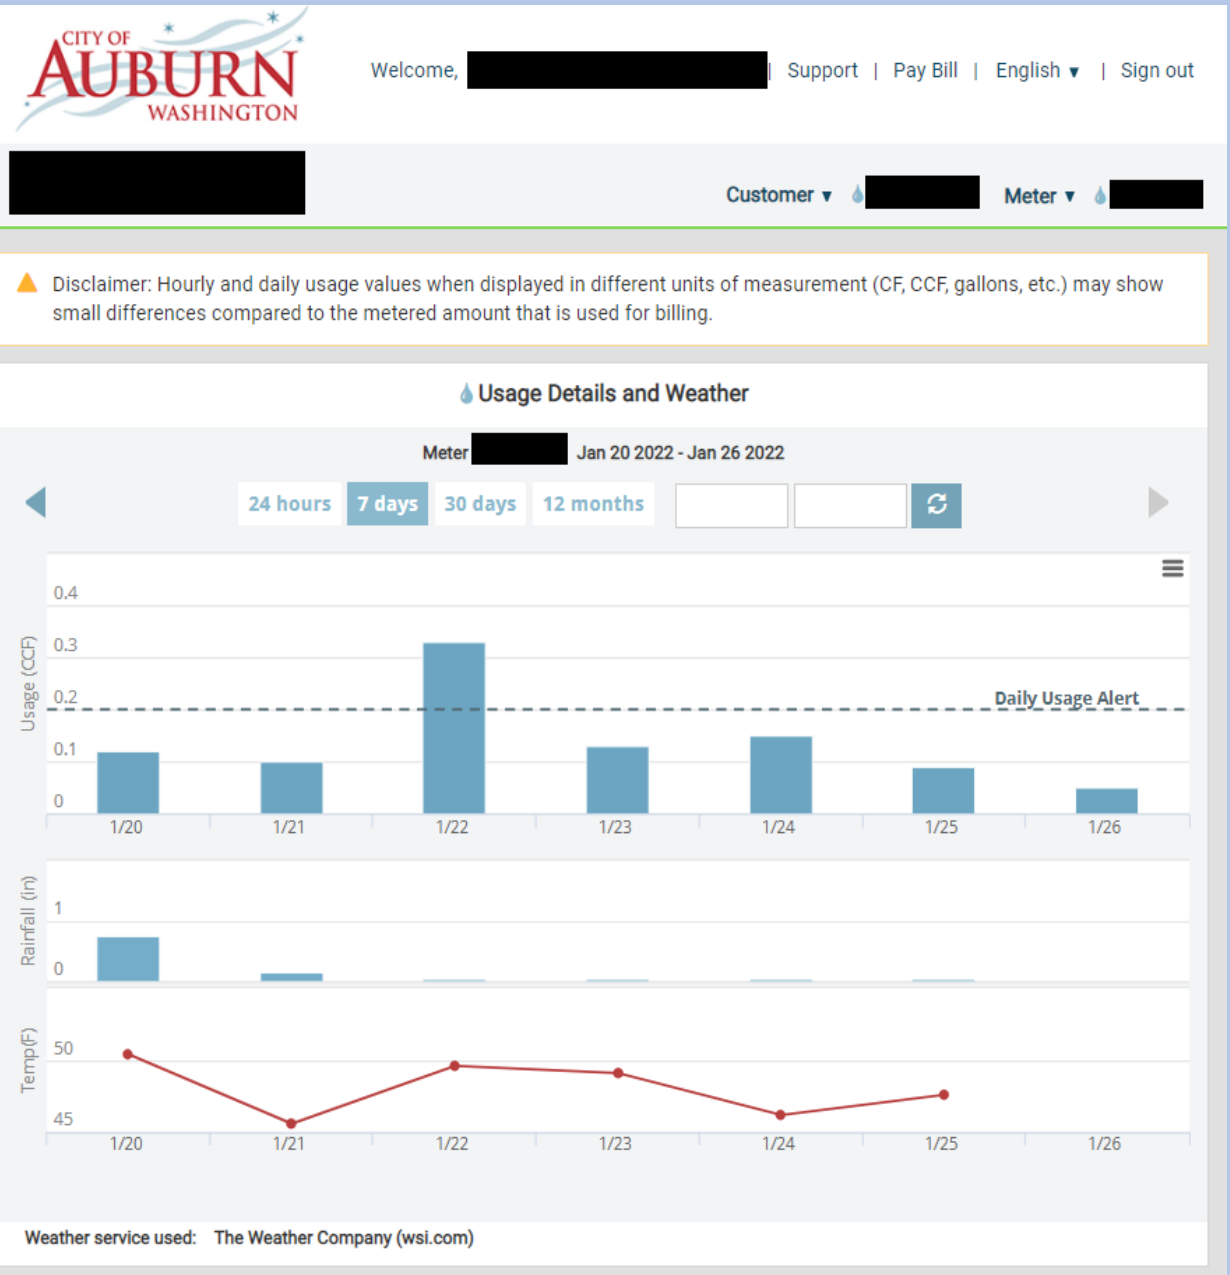 CITY OF
AUBURN
WASHINGTON
Welcome, | Support | Pay Bill | English ▼ | Sign out
Customer ▼ Meter ▼
Disclaimer: Hourly and daily usage values when displayed in different units of measurement (CF, CCF, gallons, etc.) may show
small differences compared to the metered amount that is used for billing.
Usage Details and Weather
Meter Jan 20 2022 - Jan 26 2022
24 hours 7 days 30 days 12 months
Usage (CCF)
0.4
0.3
0.2
Daily Usage Alert
0.1
0
1/20 1/21 1/22 1/23 1/24 1/25 1/26
Rainfall (in)
1
0
Temp(F)
50
45
1/20 1/21 1/22 1/23 1/24 1/25 1/26
Weather service used: The Weather Company (wsi.com)